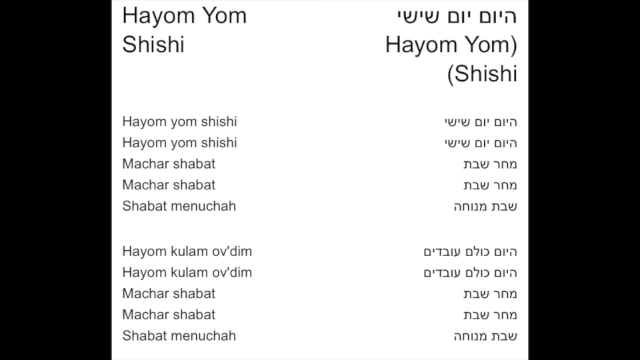 Hayom Yom
Shishi
Hayom yom shishi
Hayom yom shishi
Machar shabat
Machar shabat
Shabat menuchah
Hayom kulam ov'dim
Hayom kulam ov'dim
Machar shabat
Machar shabat
Shabat menuchah
היום יום שישי
(Hayom Yom
Shishi)
היום יום שישי
היום יום שישי
מחר שבת
מחר שבת
שבת מנוחה
היום כולם עובדים
היום כולם עובדים
מחר שבת
מחר שבת
שבת מנוחה